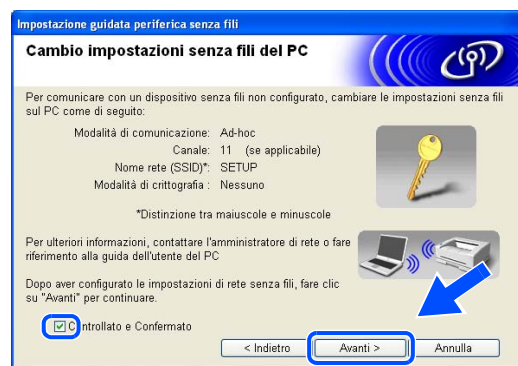 Impostazione guidata periferica senza fili
Cambio impostazioni senza fili del PC
Per comunicare con un dispositivo senza fili non configurato, cambiare le impostazioni senza fili
sul PC come di seguito:
Modalità di comunicazione: Ad-hoc
Canale: 11 (se applicabile)
Nome rete (SSID)*: SETUP
Modalità di crittografia : Nessuno
*Distinzione tra maiuscole e minuscole
Per ulteriori informazioni, contattare l'amministratore di rete o fare
riferimento alla guida dell'utente del PC
Dopo aver configurato le impostazioni di rete senza fili, fare clic
su "Avanti" per continuare.
Controllato e Confermato
< Indietro Avanti > Annulla